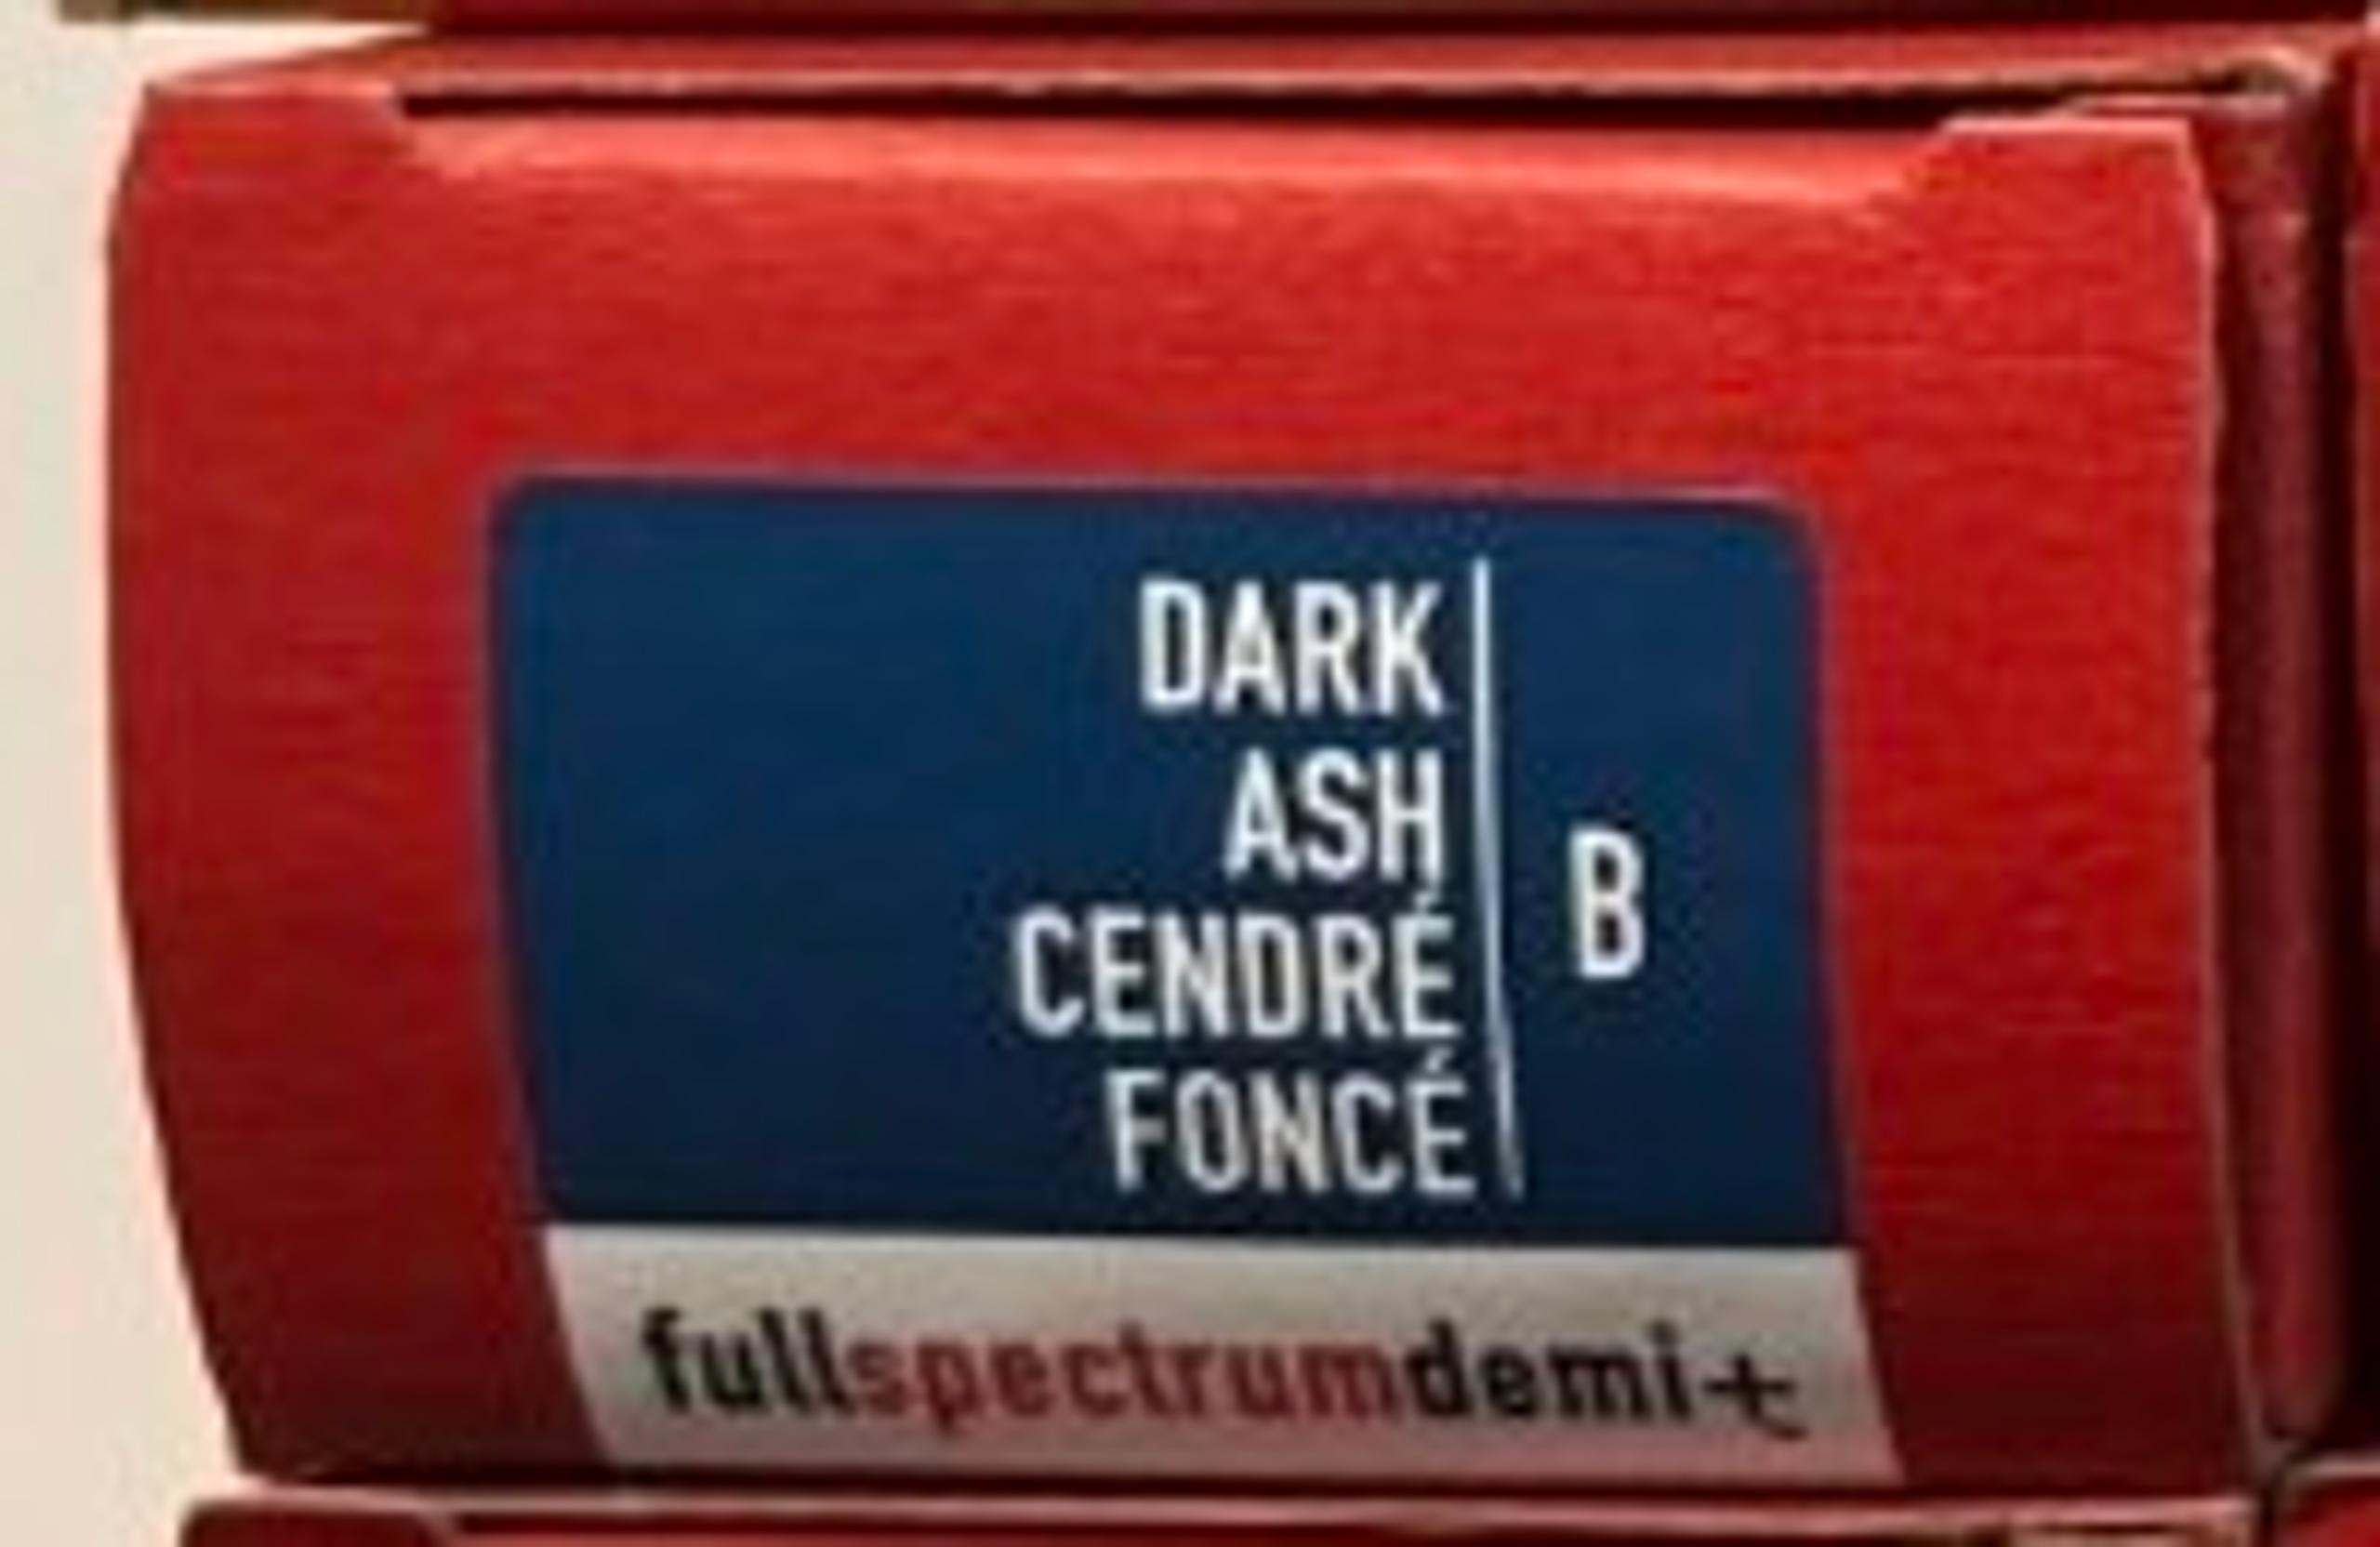 DARK
ASH
CENDRÉ
FONCÉ
B
fullspectrumdemi+